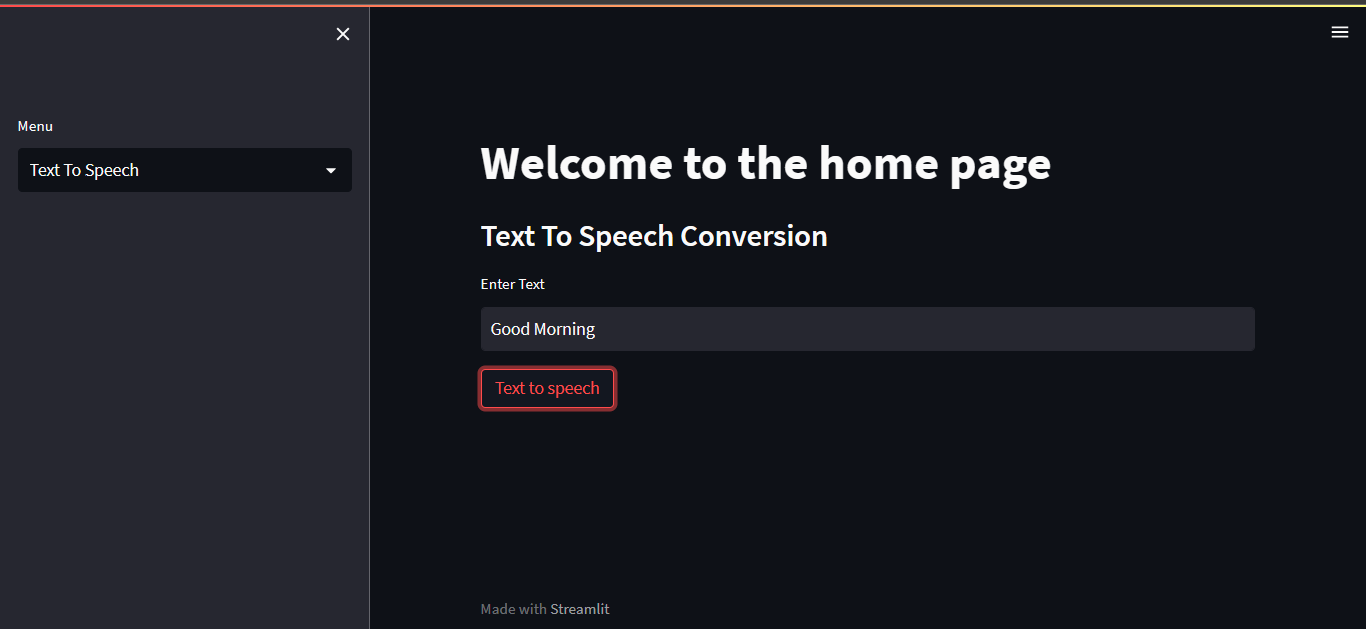 Menu
Text To Speech
Welcome to the home page
Text To Speech Conversion
Enter Text
Good Morning
Text to speech
Made with Streamlit